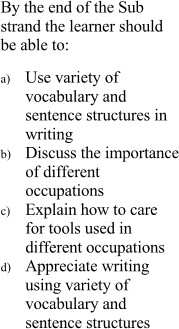 By the end of the Sub
strand the learner should
be able to:
a) Use variety of
vocabulary and
sentence structures in
writing
b) Discuss the importance
of different
occupations
c) Explain how to care
for tools used in
different occupations
d) Appreciate writing
using variety of
vocabulary and
sentence structures